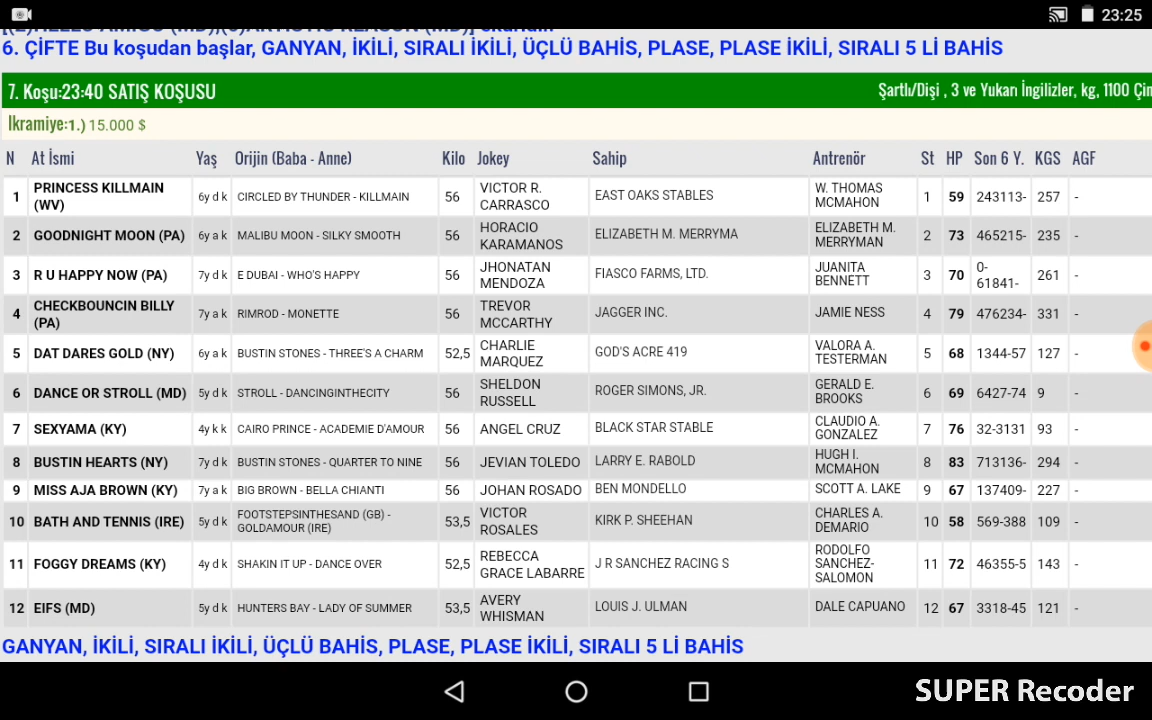 23:25
6. ÇİFTE Bu koşudan başlar, GANYAN, İKİLİ, SIRALI İKİLİ, ÜÇLÜ BAHİS, PLASE, PLASE İKİLİ, SIRALI 5 Lİ BAHİS
7. Koşu:23:40 SATIŞ KOŞUSU Şartlı/Dişi , 3 ve Yukarı İngilizler, kg, 1100 Çim
İkramiye:1.) 15.000 $
N At İsmi Yaş Orijin (Baba - Anne) Kilo Jokey Sahip Antrenör St HP Son 6 Y. KGS AGF
1 PRINCESS KILLMAIN (WV) 6y d k CIRCLED BY THUNDER - KILLMAIN 56 VICTOR R. CARRASCO EAST OAKS STABLES W. THOMAS MCMAHON 1 59 243113- 257 -
2 GOODNIGHT MOON (PA) 6y a k MALIBU MOON - SILKY SMOOTH 56 HORACIO KARAMANOS ELIZABETH M. MERRYMA ELIZABETH M. MERRYMAN 2 73 465215- 235 -
3 R U HAPPY NOW (PA) 7y d k E DUBAI - WHO'S HAPPY 56 JHONATAN MENDOZA FIASCO FARMS, LTD. JUANITA BENNETT 3 70 0-61841- 261 -
4 CHECKBOUNCIN BILLY (PA) 7y a k RIMROD - MONETTE 56 TREVOR MCCARTHY JAGGER INC. JAMIE NESS 4 79 476234- 331 -
5 DAT DARES GOLD (NY) 6y a k BUSTIN STONES - THREE'S A CHARM 52,5 CHARLIE MARQUEZ GOD'S ACRE 419 VALORA A. TESTERMAN 5 68 1344-57 127 -
6 DANCE OR STROLL (MD) 5y d k STROLL - DANCINGINTHECITY 56 SHELDON RUSSELL ROGER SIMONS, JR. GERALD E. BROOKS 6 69 6427-74 9 -
7 SEXYAMA (KY) 4y k k CAIRO PRINCE - ACADEMIE D'AMOUR 56 ANGEL CRUZ BLACK STAR STABLE CLAUDIO A. GONZALEZ 7 76 32-3131 93 -
8 BUSTIN HEARTS (NY) 7y d k BUSTIN STONES - QUARTER TO NINE 56 JEVIAN TOLEDO LARRY E. RABOLD HUGH I. MCMAHON 8 83 713136- 294 -
9 MISS AJA BROWN (KY) 7y a k BIG BROWN - BELLA CHIANTI 56 JOHAN ROSADO BEN MONDELLO SCOTT A. LAKE 9 67 137409- 227 -
10 BATH AND TENNIS (IRE) 5y d k FOOTSTEPSINTHESAND (GB) - GOLDAMOUR (IRE) 53,5 VICTOR ROSALES KIRK P. SHEEHAN CHARLES A. DEMARIO 10 58 569-388 109 -
11 FOGGY DREAMS (KY) 4y d k SHAKIN IT UP - DANCE OVER 52,5 REBECCA GRACE LABARRE J R SANCHEZ RACING S RODOLFO SANCHEZ-SALOMON 11 72 46355-5 143 -
12 EIFS (MD) 5y d k HUNTERS BAY - LADY OF SUMMER 53,5 AVERY WHISMAN LOUIS J. ULMAN DALE CAPUANO 12 67 3318-45 121 -
GANYAN, İKİLİ, SIRALI İKİLİ, ÜÇLÜ BAHİS, PLASE, PLASE İKİLİ, SIRALI 5 Lİ BAHİS
SUPER Recoder